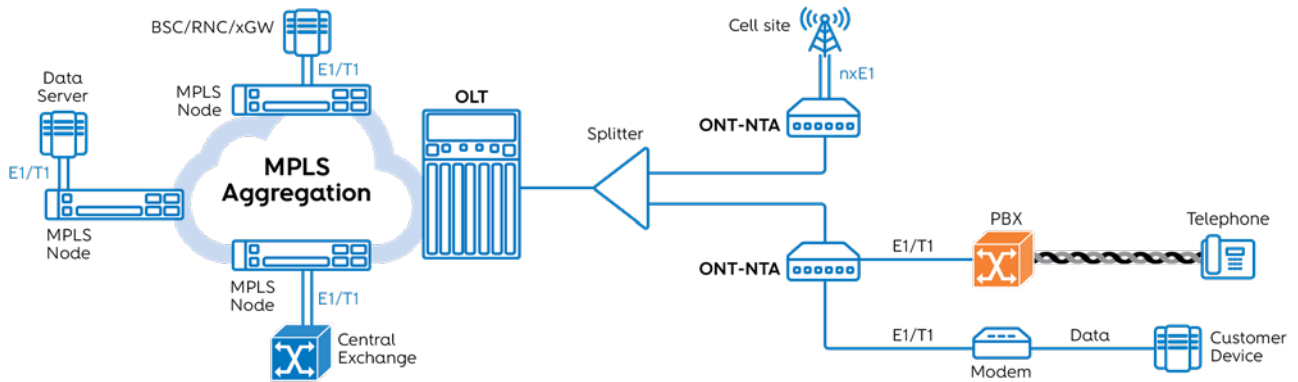 BSC/RNC/xGW
E1/T1
MPLS
Node
Data
Server
E1/T1
MPLS
Node
MPLS
Aggregation
MPLS
Node
E1/T1
Central
Exchange
OLT
Splitter
Cell site
nxE1
ONT-NTA
ONT-NTA
E1/T1
PBX
Telephone
E1/T1
Modem
Data
Customer
Device